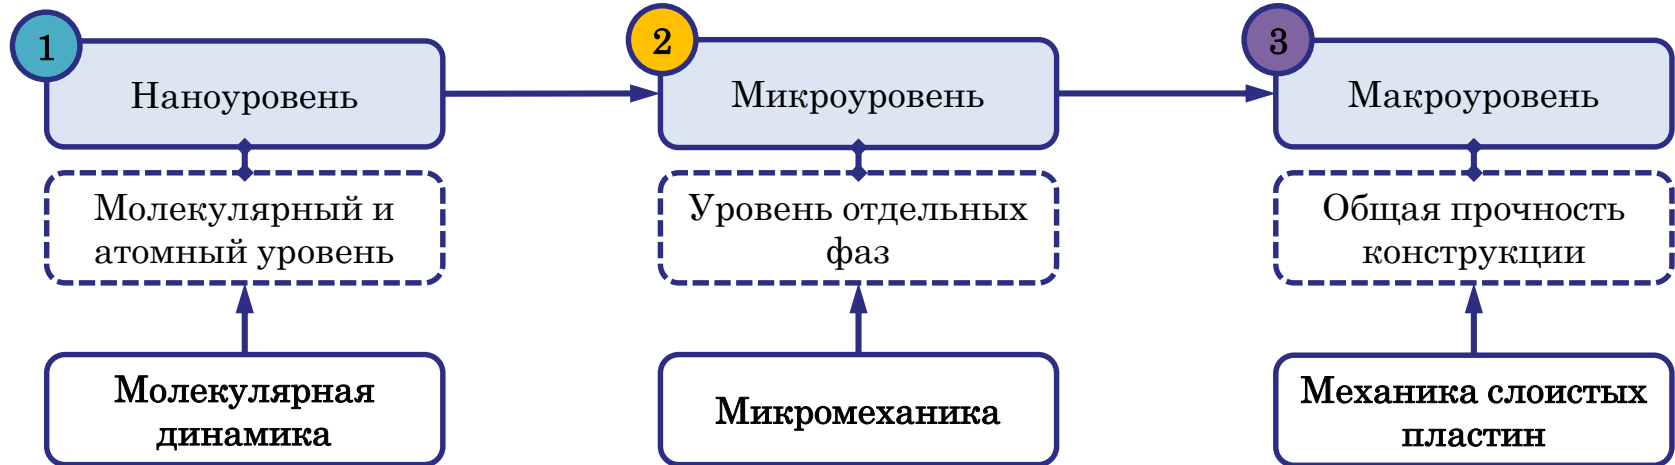 1
Наноуровень
Молекулярный и
атомный уровень
Молекулярная
динамика
2
Микроуровень
Уровень отдельных
фаз
Микромеханика
3
Макроуровень
Общая прочность
конструкции
Механика слоистых
пластин